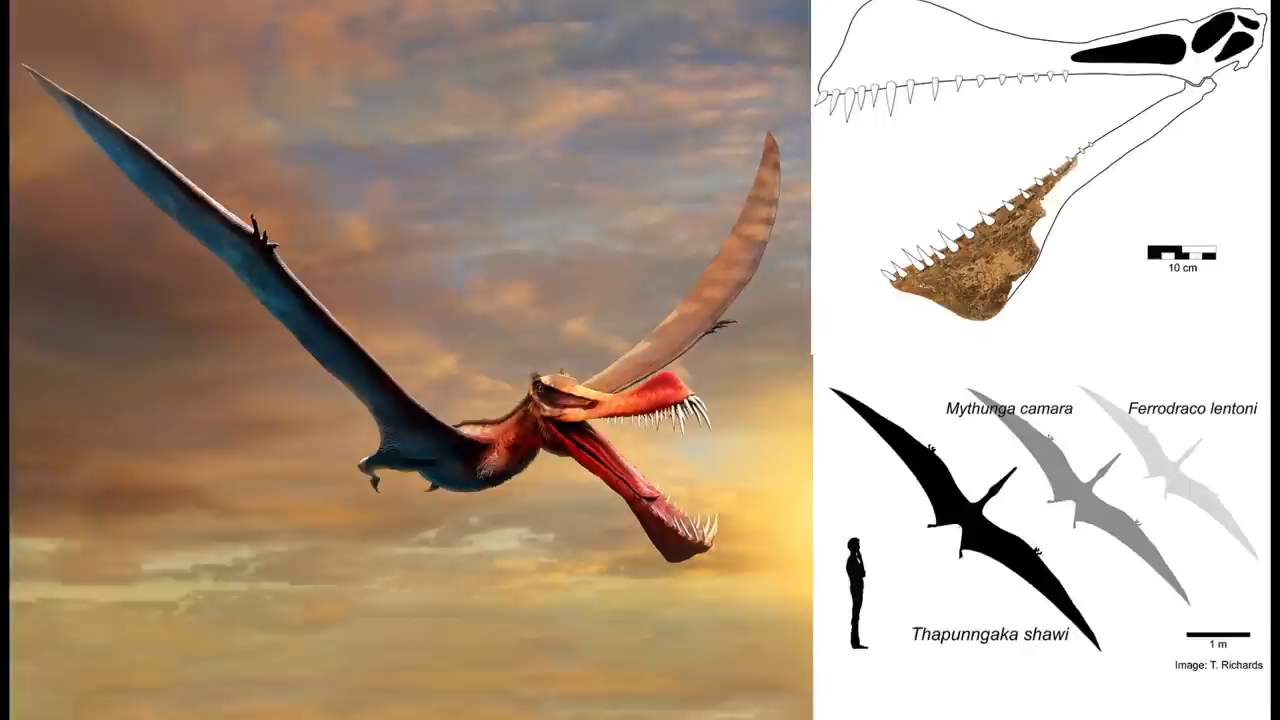 10 cm
Mythunga camara
Ferrodraco lentoni
Thapunngaka shawi
1 m
Image: T. Richards